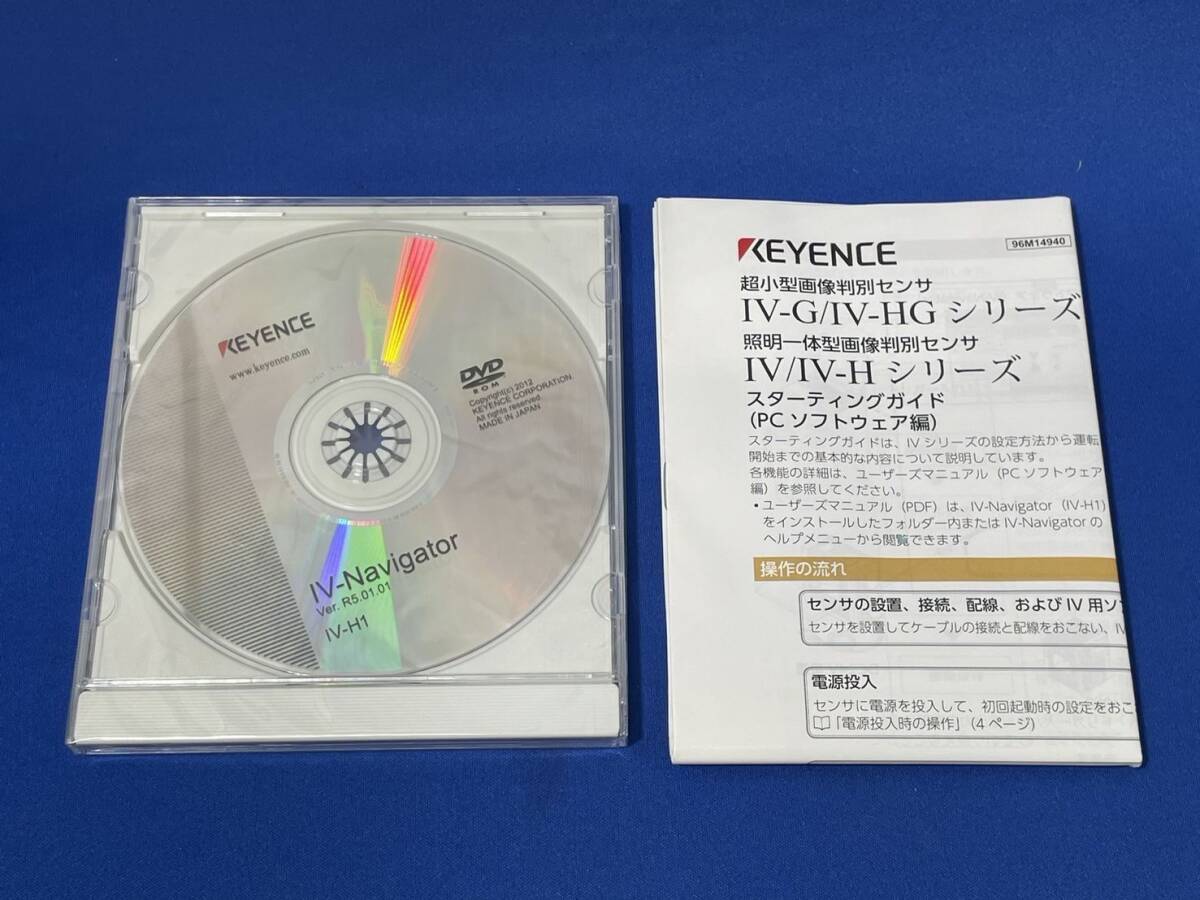 KEYENCE
www.keyence.com
DVD
ROM
Copyright(c) 2012
KEYENCE CORPORATION.
All rights reserved.
MADE IN JAPAN
IV-Navigator
Ver. R5.01.01
IV-H1
KEYENCE
96M14940
超小型画像判別センサ
IV-G/IV-HG シリーズ
照明一体型画像判別センサ
IV/IV-H シリーズ
スターティングガイド
(PC ソフトウェア編)
スターティングガイドは、IV シリーズの設定方法から運転
開始までの基本的な内容について説明しています。
各機能の詳細は、ユーザーズマニュアル（PC ソフトウェア
編）を参照してください。
• ユーザーズマニュアル（PDF）は、IV-Navigator（IV-H1）
をインストールしたフォルダー内または IV-Navigator の
ヘルプメニューから閲覧できます。
操作の流れ
センサの設置、接続、配線、および IV 用ソ
センサを設置してケーブルの接続と配線をおこない、IV
電源投入
センサに電源を投入して、初回起動時の設定をおこ
「電源投入時の操作」（4 ページ）